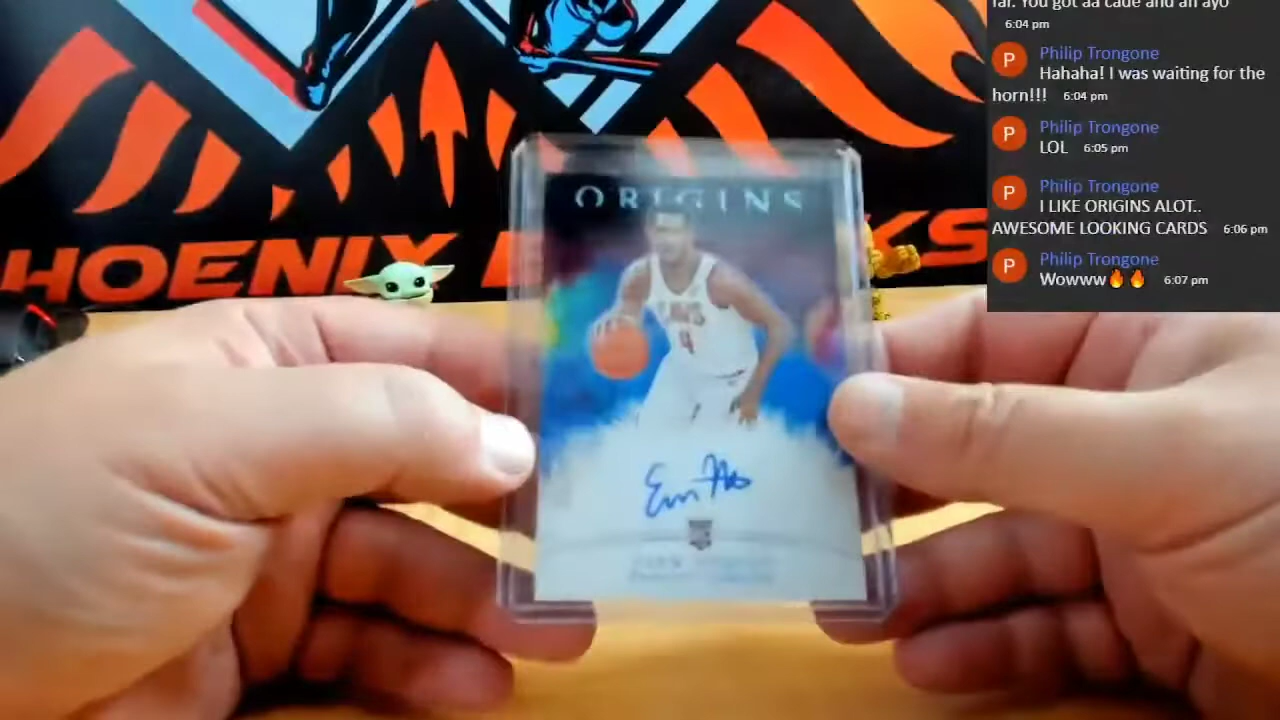 far. You got aa cade and an ayo
6:04 pm
P Philip Trongone
Hahaha! I was waiting for the
horn!!! 6:04 pm
P Philip Trongone
LOL 6:05 pm
P Philip Trongone
I LIKE ORIGINS ALOT..
AWESOME LOOKING CARDS 6:06 pm
P Philip Trongone
Wowww🔥🔥 6:07 pm
HOENIX
KS
ORIGINS
4